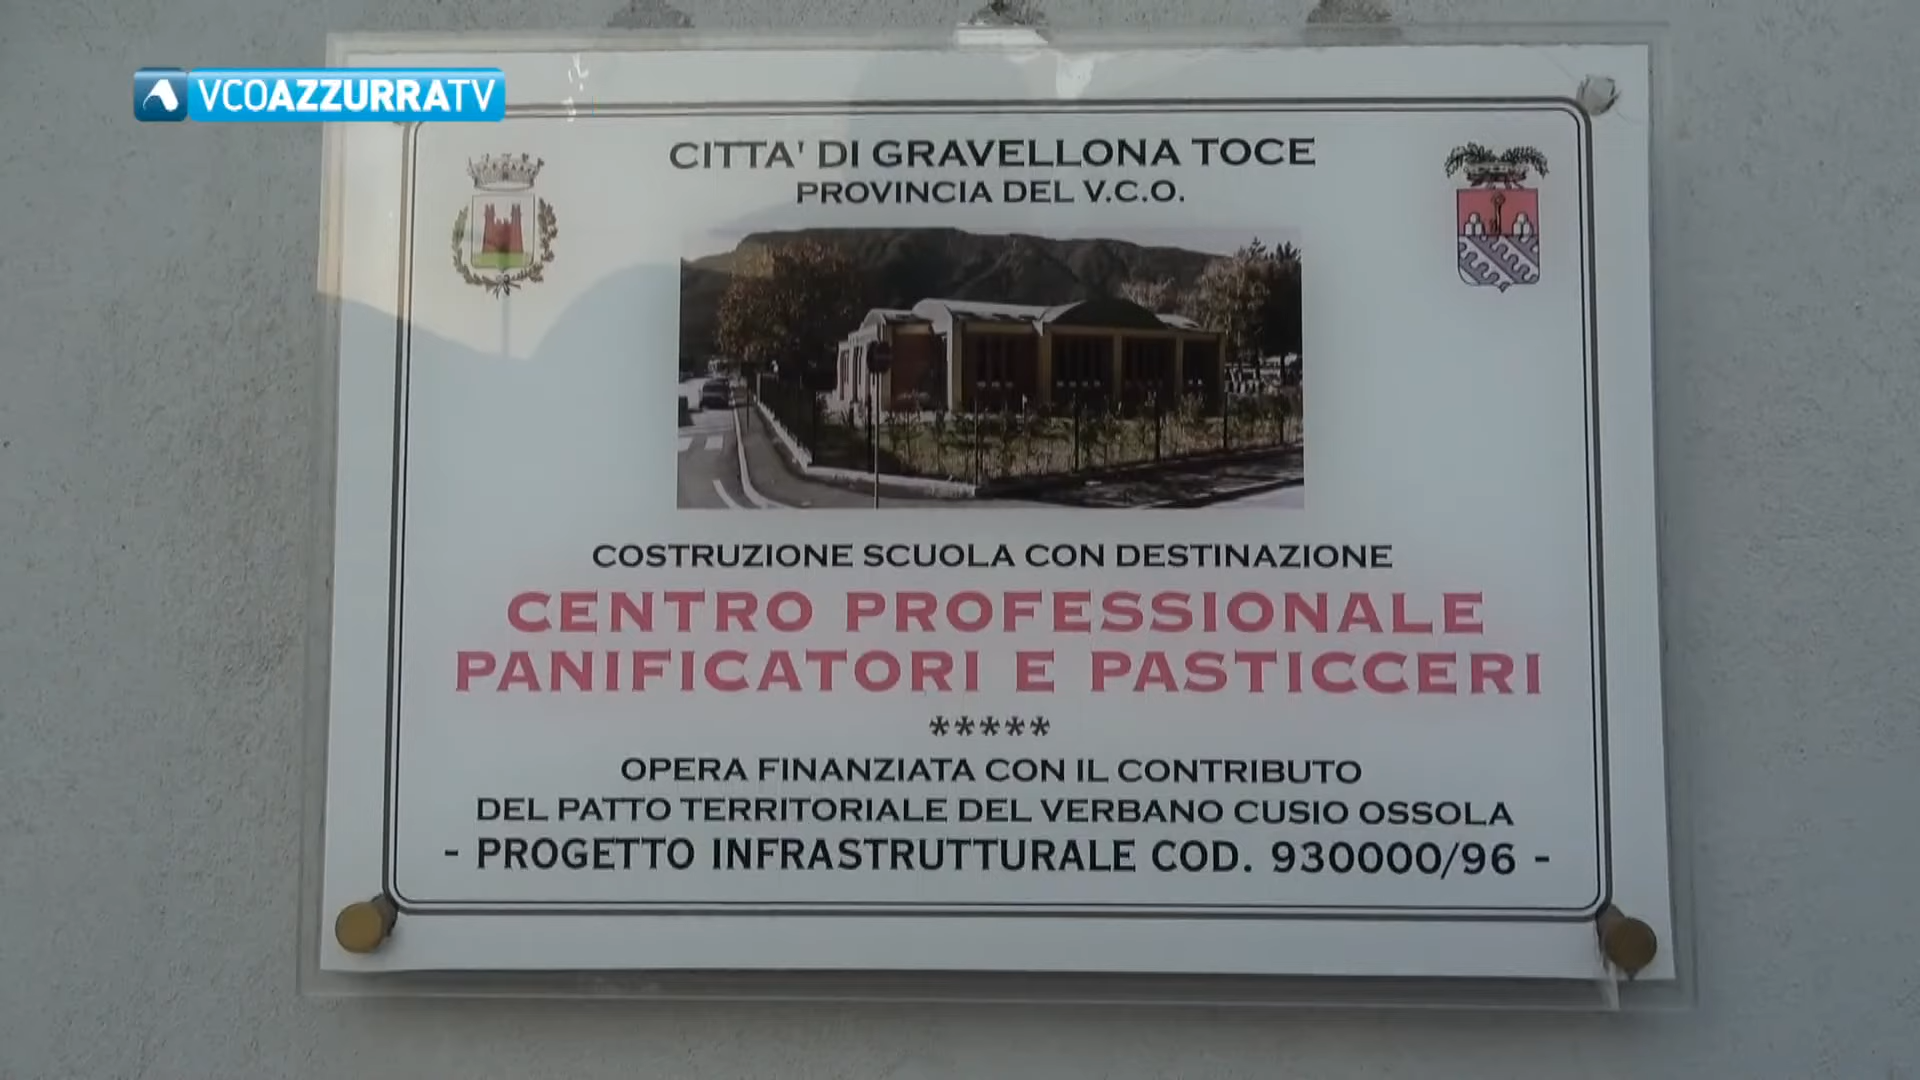 VCOAZZURRATV
CITTA' DI GRAVELLONA TOCE
PROVINCIA DEL V.C.O.
COSTRUZIONE SCUOLA CON DESTINAZIONE
CENTRO PROFESSIONALE
PANIFICATORI E PASTICCERI
*****
OPERA FINANZIATA CON IL CONTRIBUTO
DEL PATTO TERRITORIALE DEL VERBANO CUSIO OSSOLA
- PROGETTO INFRASTRUTTURALE COD. 930000/96 -